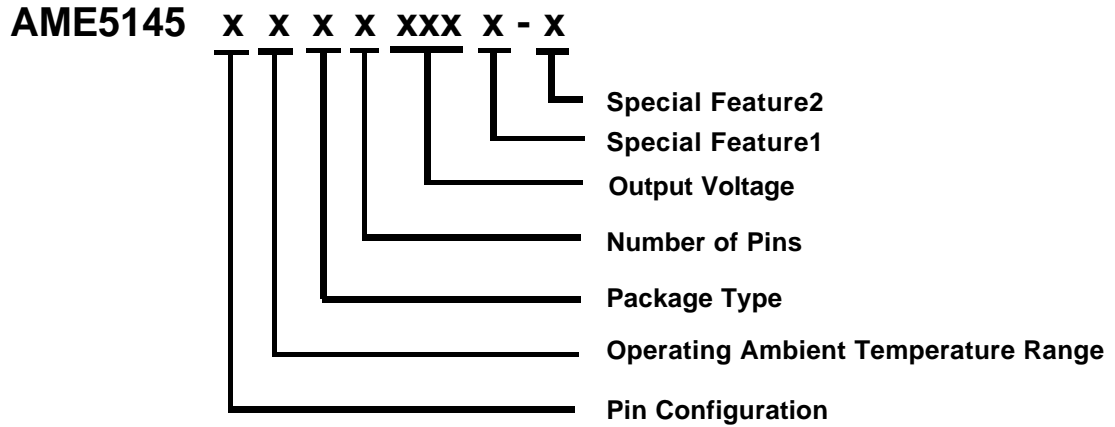 AME5145 x x x x xxx x - x
Special Feature2
Special Feature1
Output Voltage
Number of Pins
Package Type
Operating Ambient Temperature Range
Pin Configuration